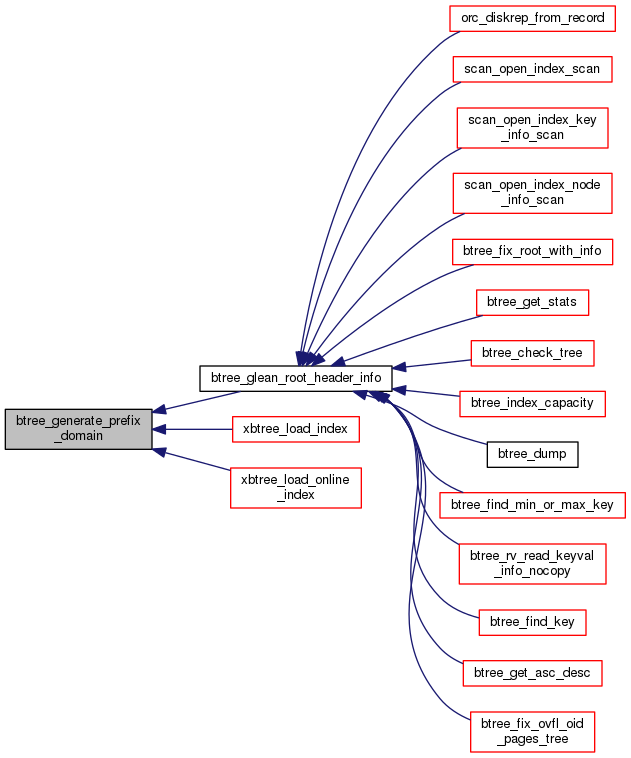 orc_diskrep_from_record
scan_open_index_scan
scan_open_index_key
_info_scan
scan_open_index_node
_info_scan
btree_fix_root_with_info
btree_get_stats
btree_check_tree
btree_glean_root_header_info
btree_index_capacity
btree_generate_prefix
_domain
xbtree_load_index
btree_dump
xbtree_load_online
_index
btree_find_min_or_max_key
btree_rv_read_keyval
_info_nocopy
btree_find_key
btree_get_asc_desc
btree_fix_ovfl_oid
_pages_tree